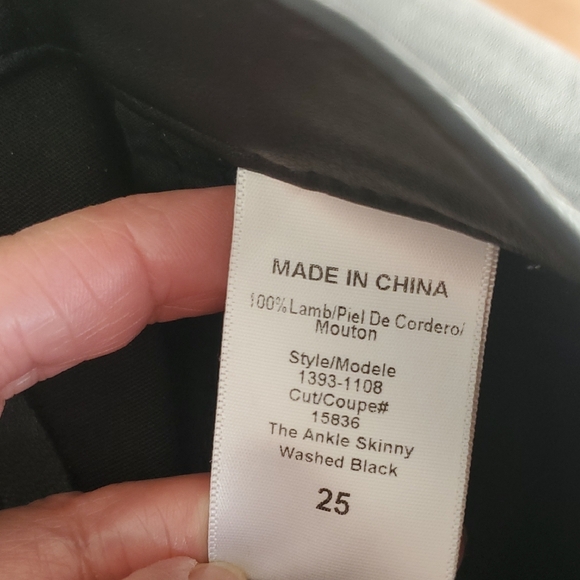 MADE IN CHINA
100%Lamb/Piel De Cordero/
Mouton
Style/Modele
1393-1108
Cut/Coupe#
15836
The Ankle Skinny
Washed Black
25